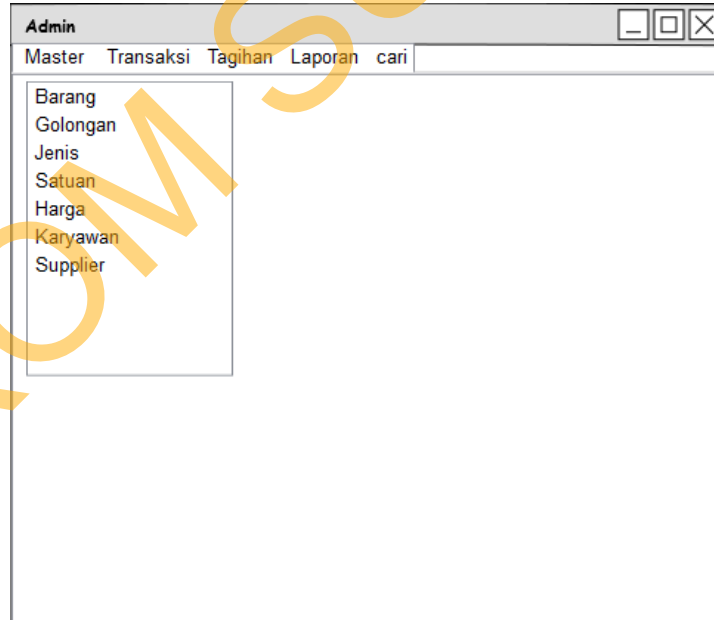 Admin
Master Transaksi Tagihan Laporan cari
Barang
Golongan
Jenis
Satuan
Harga
Karyawan
Supplier